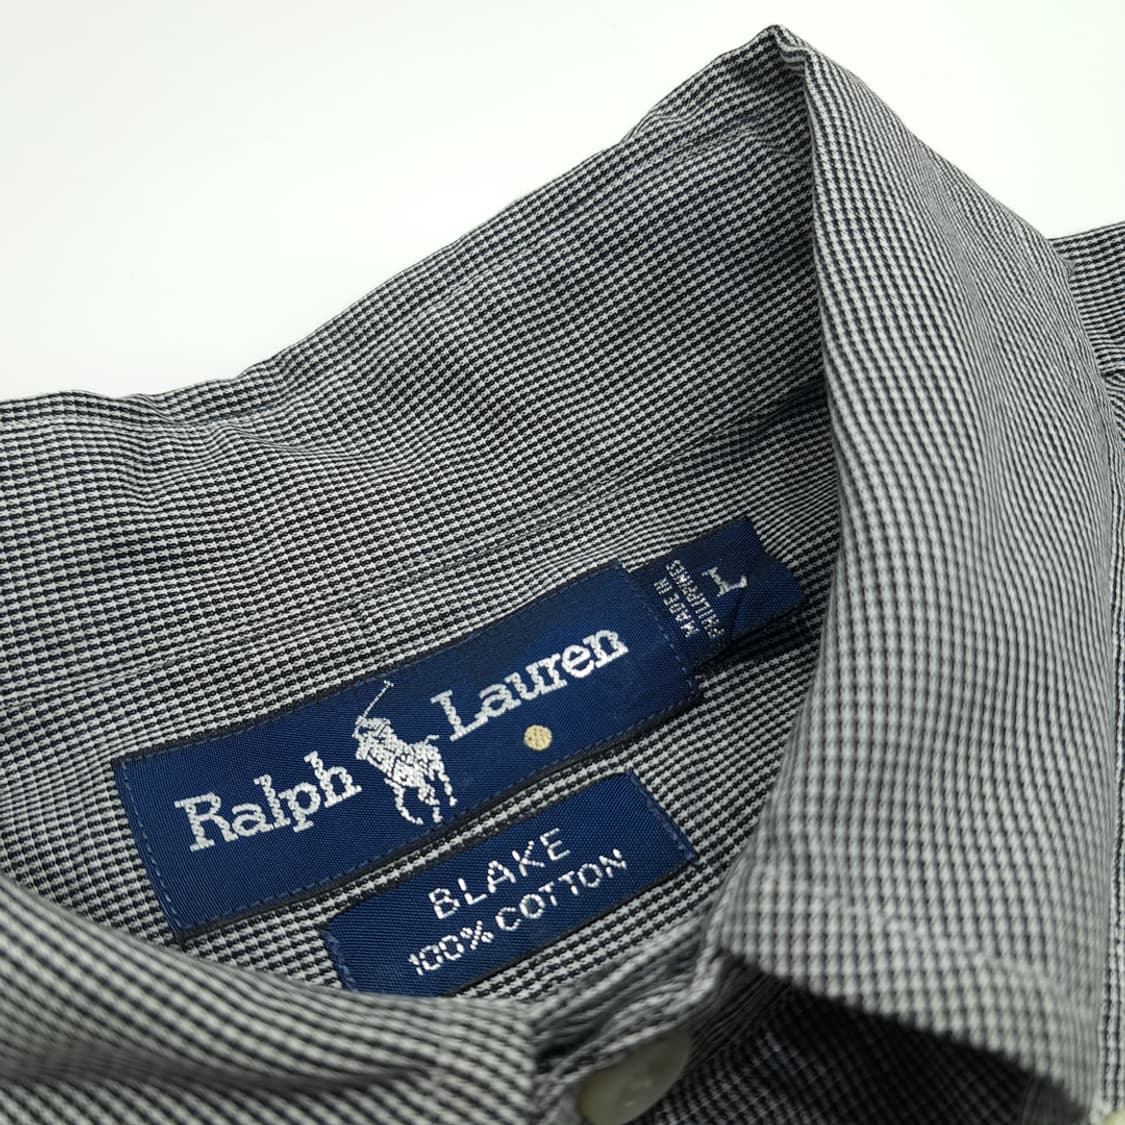 Ralph Lauren
L
MADE IN
PHILIPPINES
BLAKE
100% COTTON